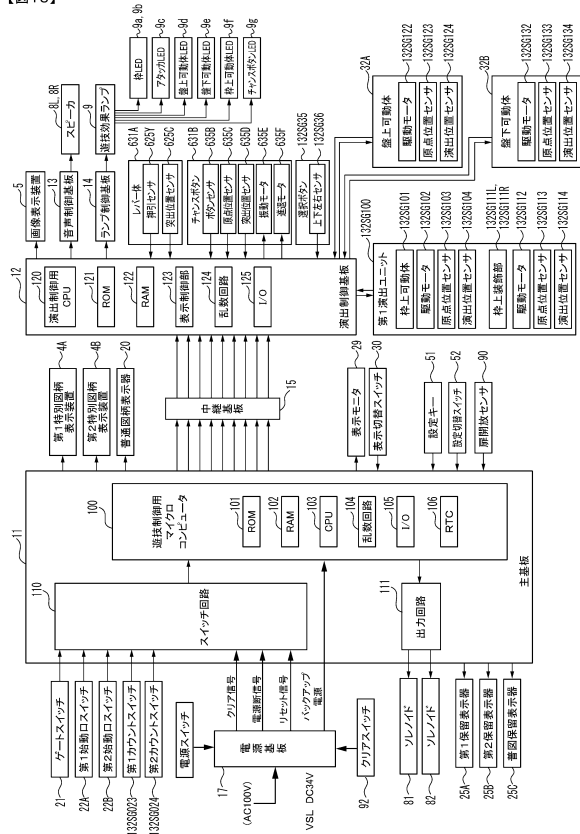 8L, 8R
スピーカ
9a, 9b
枠LED
9c
アタッカLED
9d
盤上可動体LED
9e
盤下可動体LED
9f
枠上可動体LED
9g
チャンスボタンLED
5
画像表示装置
13
音声制御基板
9
遊技効果ランプ
14
ランプ制御基板
631A
レバー体
625Y
押引センサ
625C
突出位置センサ
631B
チャンスボタン
635B
ボタンセンサ
635C
原点位置センサ
635D
突出位置センサ
635E
振動モータ
635F
進退モータ
132SG35
選択ボタン
132SG36
上下左右センサ
32A
盤上可動体
132SG122
駆動モータ
132SG123
原点位置センサ
132SG124
演出位置センサ
32B
盤下可動体
132SG132
駆動モータ
132SG133
原点位置センサ
132SG134
演出位置センサ
12
120
演出制御用
CPU
121
ROM
122
RAM
123
表示制御部
124
乱数回路
125
I/O
演出制御基板
132SG100
第1演出ユニット
132SG101
枠上可動体
132SG102
駆動モータ
132SG103
原点位置センサ
132SG104
演出位置センサ
132SG111L,
132SG111R
枠上装飾部
132SG112
駆動モータ
132SG113
原点位置センサ
132SG114
演出位置センサ
4A
第1特別図柄
表示装置
4B
第2特別図柄
表示装置
20
普通図柄表示器
15
中継基板
29
表示モニタ
30
表示切替スイッチ
51
設定キー
52
設定切替スイッチ
90
扉開放センサ
11
100
遊技制御用
マイクロ
コンピュータ
101
ROM
102
RAM
103
CPU
104
乱数回路
105
I/O
106
RTC
主基板
110
スイッチ回路
111
出力回路
クリア信号
電源断信号
リセット信号
バックアップ
電源
21
ゲートスイッチ
22A
第1始動口スイッチ
22B
第2始動口スイッチ
132SG023
第1カウントスイッチ
132SG024
第2カウントスイッチ
電源スイッチ
17
電源基板
(AC100V)
VSL DC34V
92
クリアスイッチ
81
ソレノイド
82
ソレノイド
25A
第1保留表示器
25B
第2保留表示器
25C
普図保留表示器